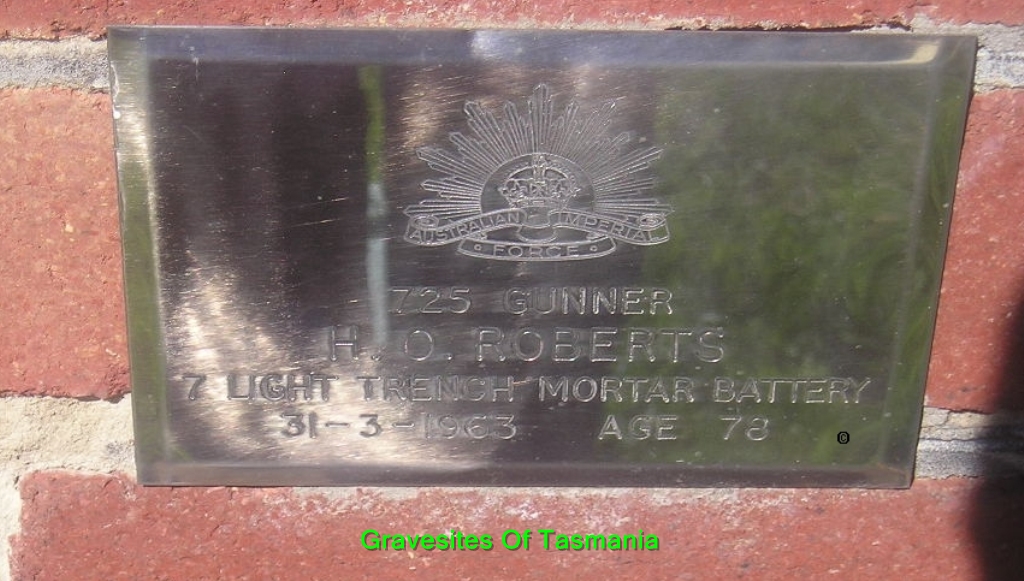 AUSTRALIAN IMPERIAL
FORCE
725 GUNNER
H. O. ROBERTS
7 LIGHT TRENCH MORTAR BATTERY
31-3-1963 AGE 78
©
Gravesites Of Tasmania